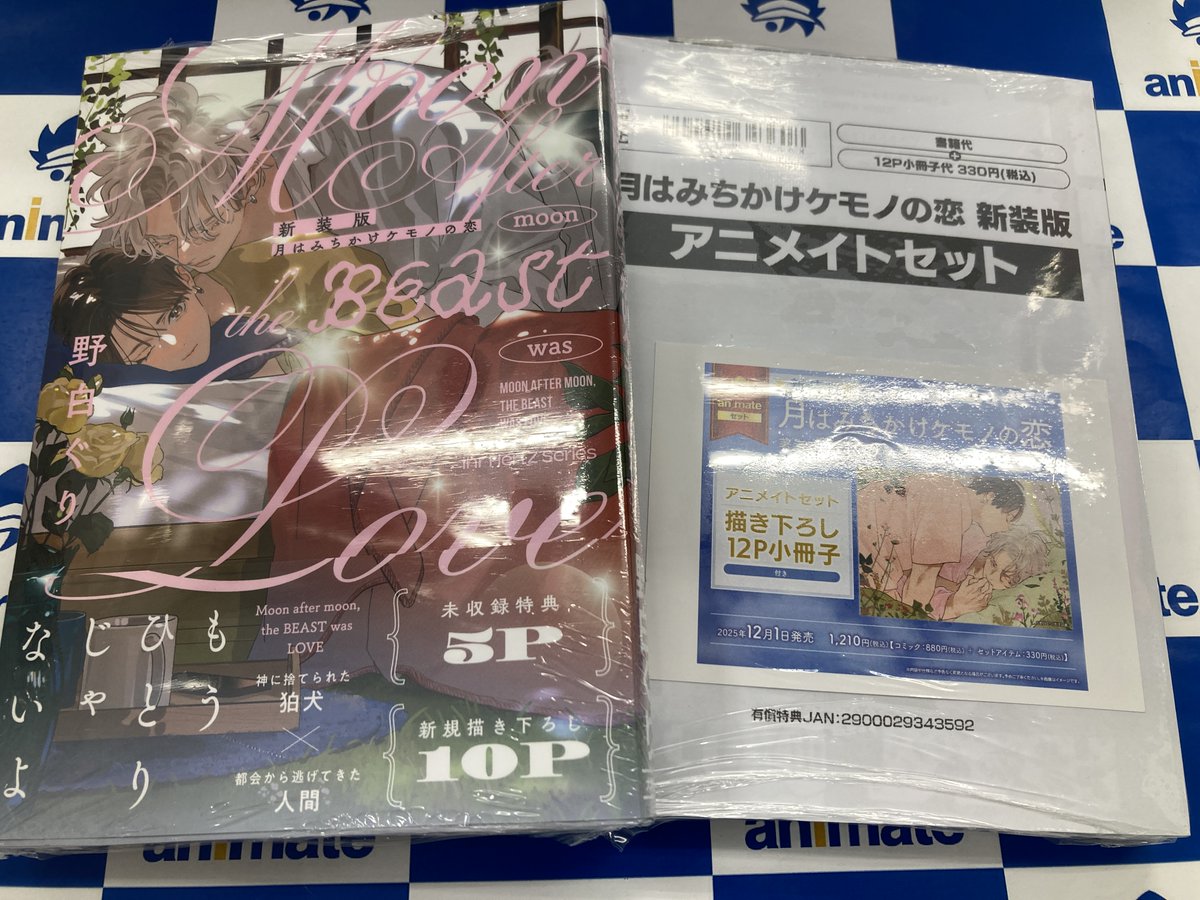 Moon
After
新装版
月はみちかけケモノの恋
moon
the BEAST
was
MOON, AFTER MOON,
THE BEAST
Love
野白ぐり
もう
ひとり
じゃ
ないよ
Moon after moon,
the BEAST was
LOVE
神に捨てられた
狛犬
×
都会から逃げてきた
人間
未収録特典
5P
新規描き下ろし
10P
書籍代
+
12P小冊子代 330円(税込)
月はみちかけケモノの恋 新装版
アニメイトセット
animate
セット
月はみちかけケモノの恋
アニメイトセット
描き下ろし
12P小冊子
付き
2025年12月1日発売 1,210円(税込)【コミック:880円(税込) + セットアイテム:330円(税込)】
有償特典JAN:2900029343592
animate
animate
animate
animate